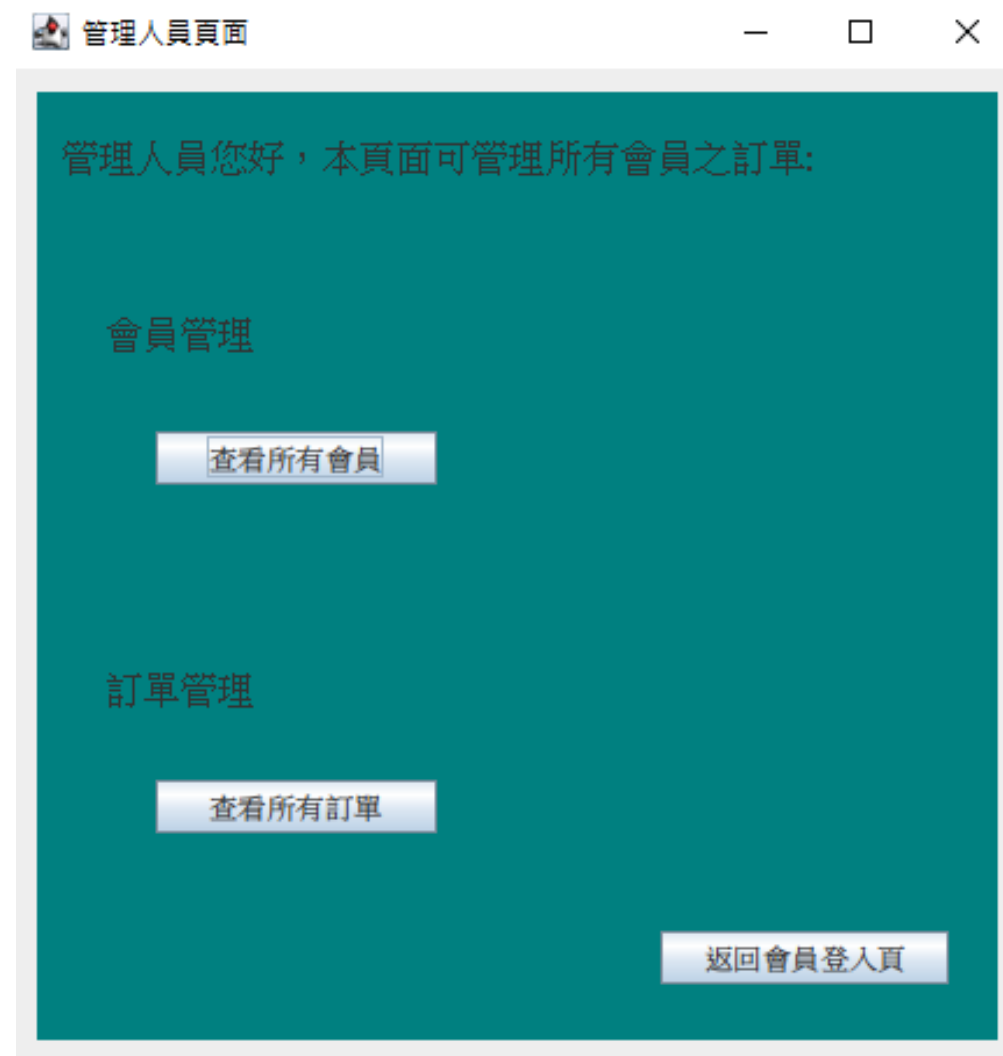 管理人員頁面
管理人員您好，本頁面可管理所有會員之訂單:
會員管理
查看所有會員
訂單管理
查看所有訂單
返回會員登入頁